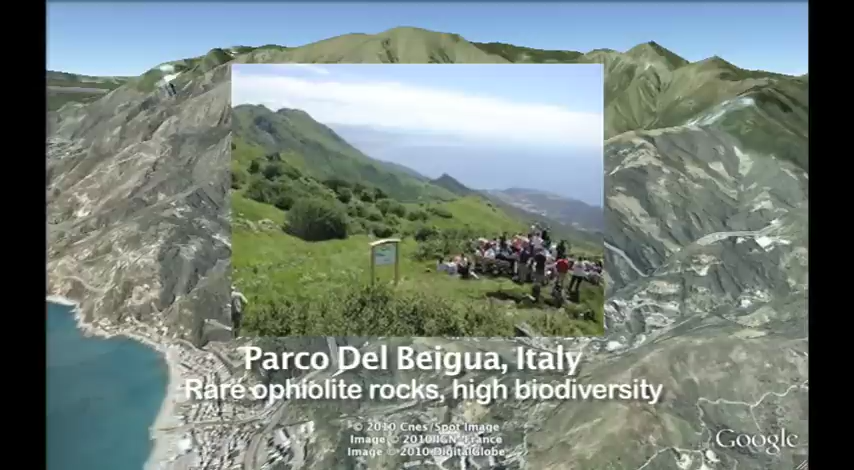 Parco Del Beigua, Italy
Rare ophiolite rocks, high biodiversity
© 2010 Cnes/Spot Image
Image © 2010 IGN-France
Image © 2010 DigitalGlobe
Google